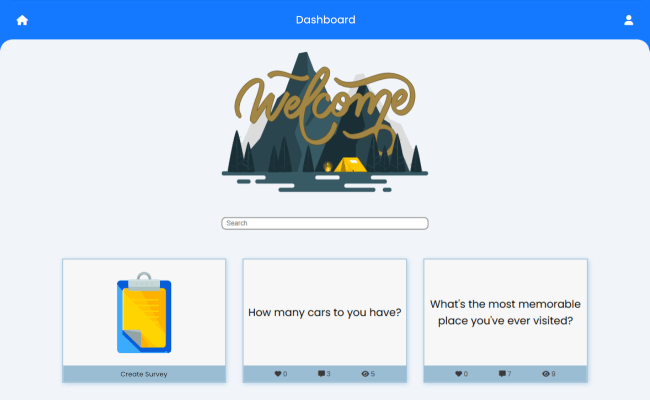 Dashboard
Welcome
Search
Create Survey
How many cars to you have?
0 3 5
What's the most memorable
place you've ever visited?
0 7 9